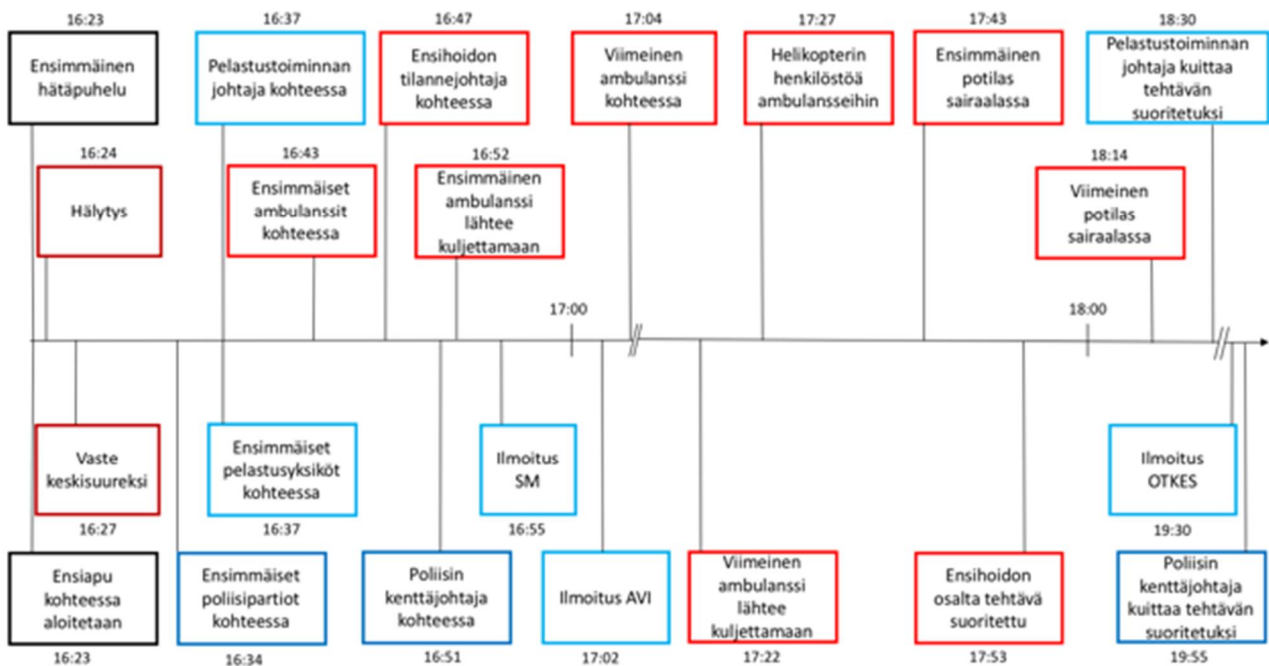 16:23
Ensimmäinen
hätäpuhelu
16:37
Pelastustoiminnan
johtaja kohteessa
16:47
Ensihoidon
tilannejohtaja
kohteessa
17:04
Viimeinen
ambulanssi
kohteessa
17:27
Helikopterin
henkilöstöä
ambulansseihin
17:43
Ensimmäinen
potilas
sairaalassa
18:30
Pelastustoiminnan
johtaja kuittaa
tehtävän
suoritetuksi
16:24
Hälytys
16:43
Ensimmäiset
ambulanssit
kohteessa
16:52
Ensimmäinen
ambulanssi
lähtee
kuljettamaan
18:14
Viimeinen
potilas
sairaalassa
17:00
18:00
Vaste
keskisuureksi
16:27
Ensimmäiset
pelastusyksiköt
kohteessa
16:37
Ilmoitus
SM
16:55
Ilmoitus
OTKES
19:30
Ensiapu
kohteessa
aloitetaan
16:23
Ensimmäiset
poliisipartiot
kohteessa
16:34
Poliisin
kenttäjohtaja
kohteessa
16:51
Ilmoitus AVI
17:02
Viimeinen
ambulanssi
lähtee
kuljettamaan
17:22
Ensihoidon
osalta tehtävä
suoritettu
17:53
Poliisin
kenttäjohtaja
kuittaa tehtävän
suoritetuksi
19:55